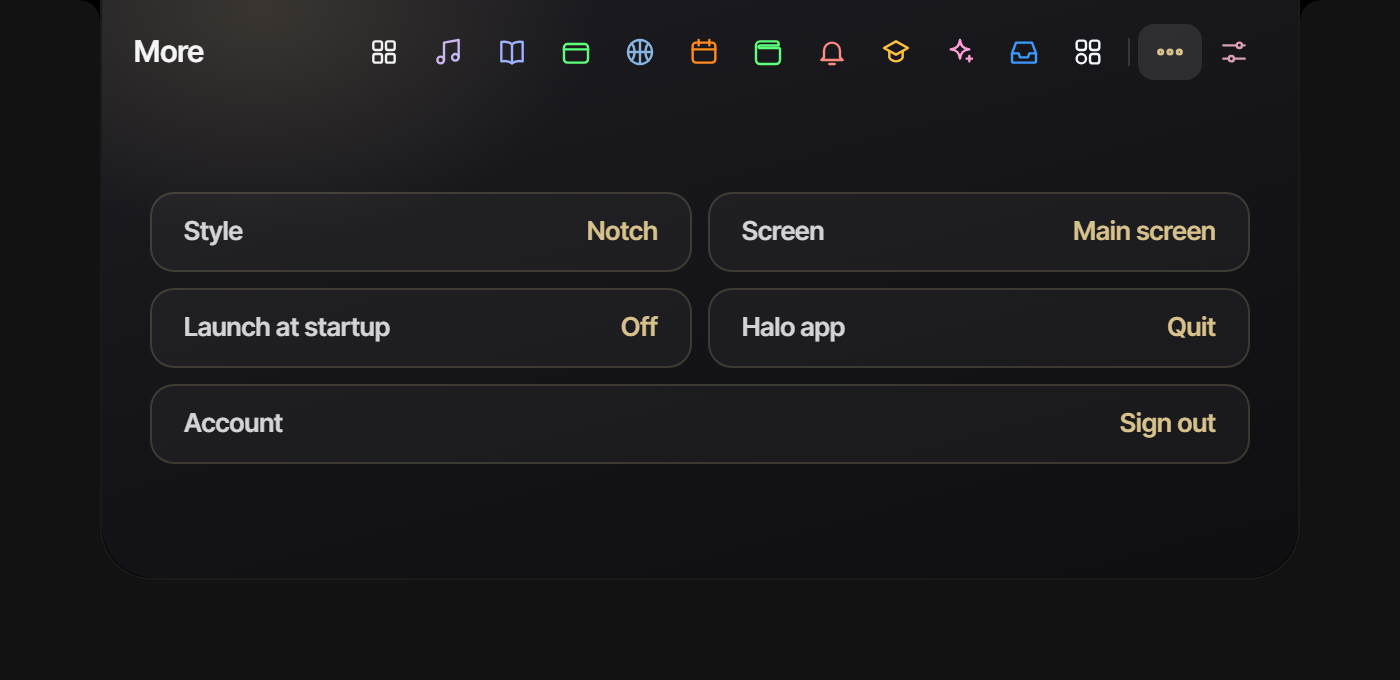 More
Style Notch
Screen Main screen
Launch at startup Off
Halo app Quit
Account Sign out